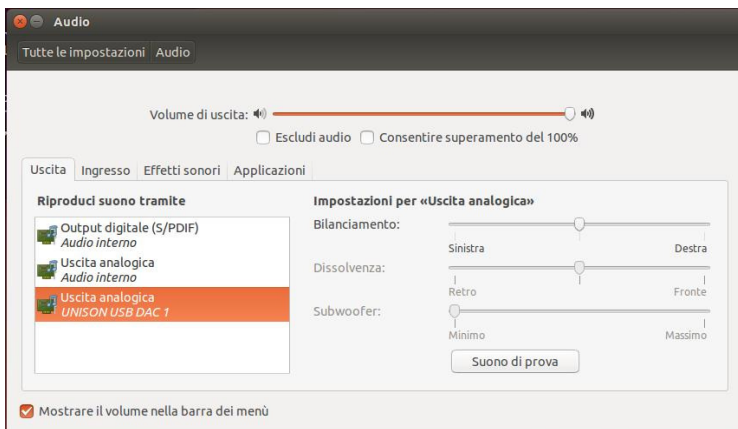 Audio
Tutte le impostazioni Audio
Volume di uscita:
Escludi audio Consentire superamento del 100%
Uscita Ingresso Effetti sonori Applicazioni
Riproduci suono tramite
Output digitale (S/PDIF)
Audio interno
Uscita analogica
Audio interno
Uscita analogica
UNISON USB DAC 1
Impostazioni per «Uscita analogica»
Bilanciamento:
Sinistra Destra
Dissolvenza:
Retro Fronte
Subwoofer:
Minimo Massimo
Suono di prova
Mostrare il volume nella barra dei menù